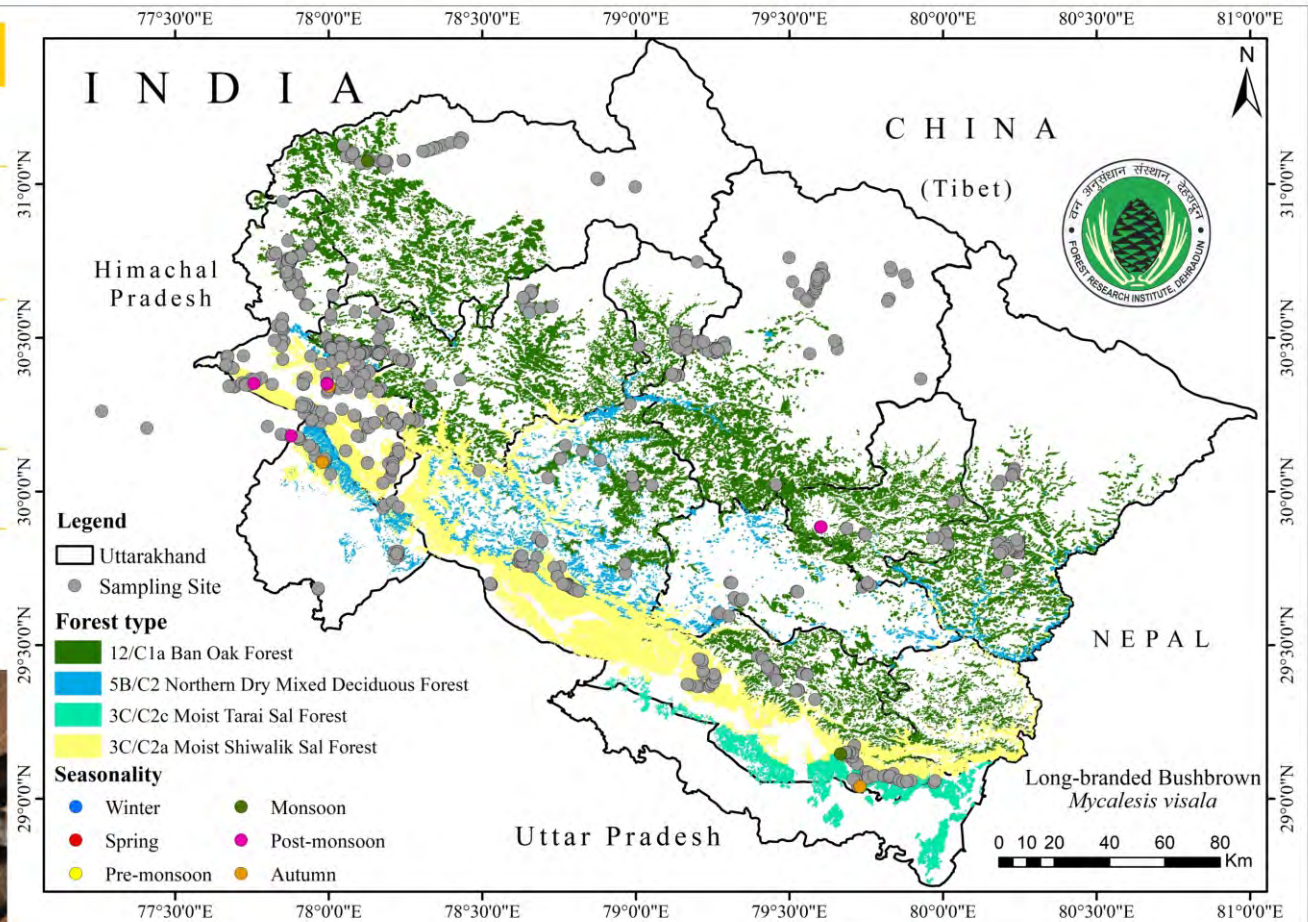 77°30'0"E 78°0'0"E 78°30'0"E 79°0'0"E 79°30'0"E 80°0'0"E 80°30'0"E 81°0'0"E
I N D I A
N
C H I N A
(Tibet)
वन अनुसंधान संस्थान, देहरादून
FOREST RESEARCH INSTITUTE, DEHRADUN
Himachal
Pradesh
31°0'0"N
30°30'0"N
30°0'0"N
29°30'0"N
29°0'0"N
31°0'0"N
30°30'0"N
30°0'0"N
29°30'0"N
29°0'0"N
Legend
Uttarakhand
Sampling Site
Forest type
12/C1a Ban Oak Forest
5B/C2 Northern Dry Mixed Deciduous Forest
3C/C2c Moist Tarai Sal Forest
3C/C2a Moist Shiwalik Sal Forest
Seasonality
Winter
Monsoon
Spring
Post-monsoon
Pre-monsoon
Autumn
N E P A L
Uttar Pradesh
Long-branded Bushbrown
Mycalesis visala
0 10 20 40 60 80
Km
77°30'0"E 78°0'0"E 78°30'0"E 79°0'0"E 79°30'0"E 80°0'0"E 80°30'0"E 81°0'0"E